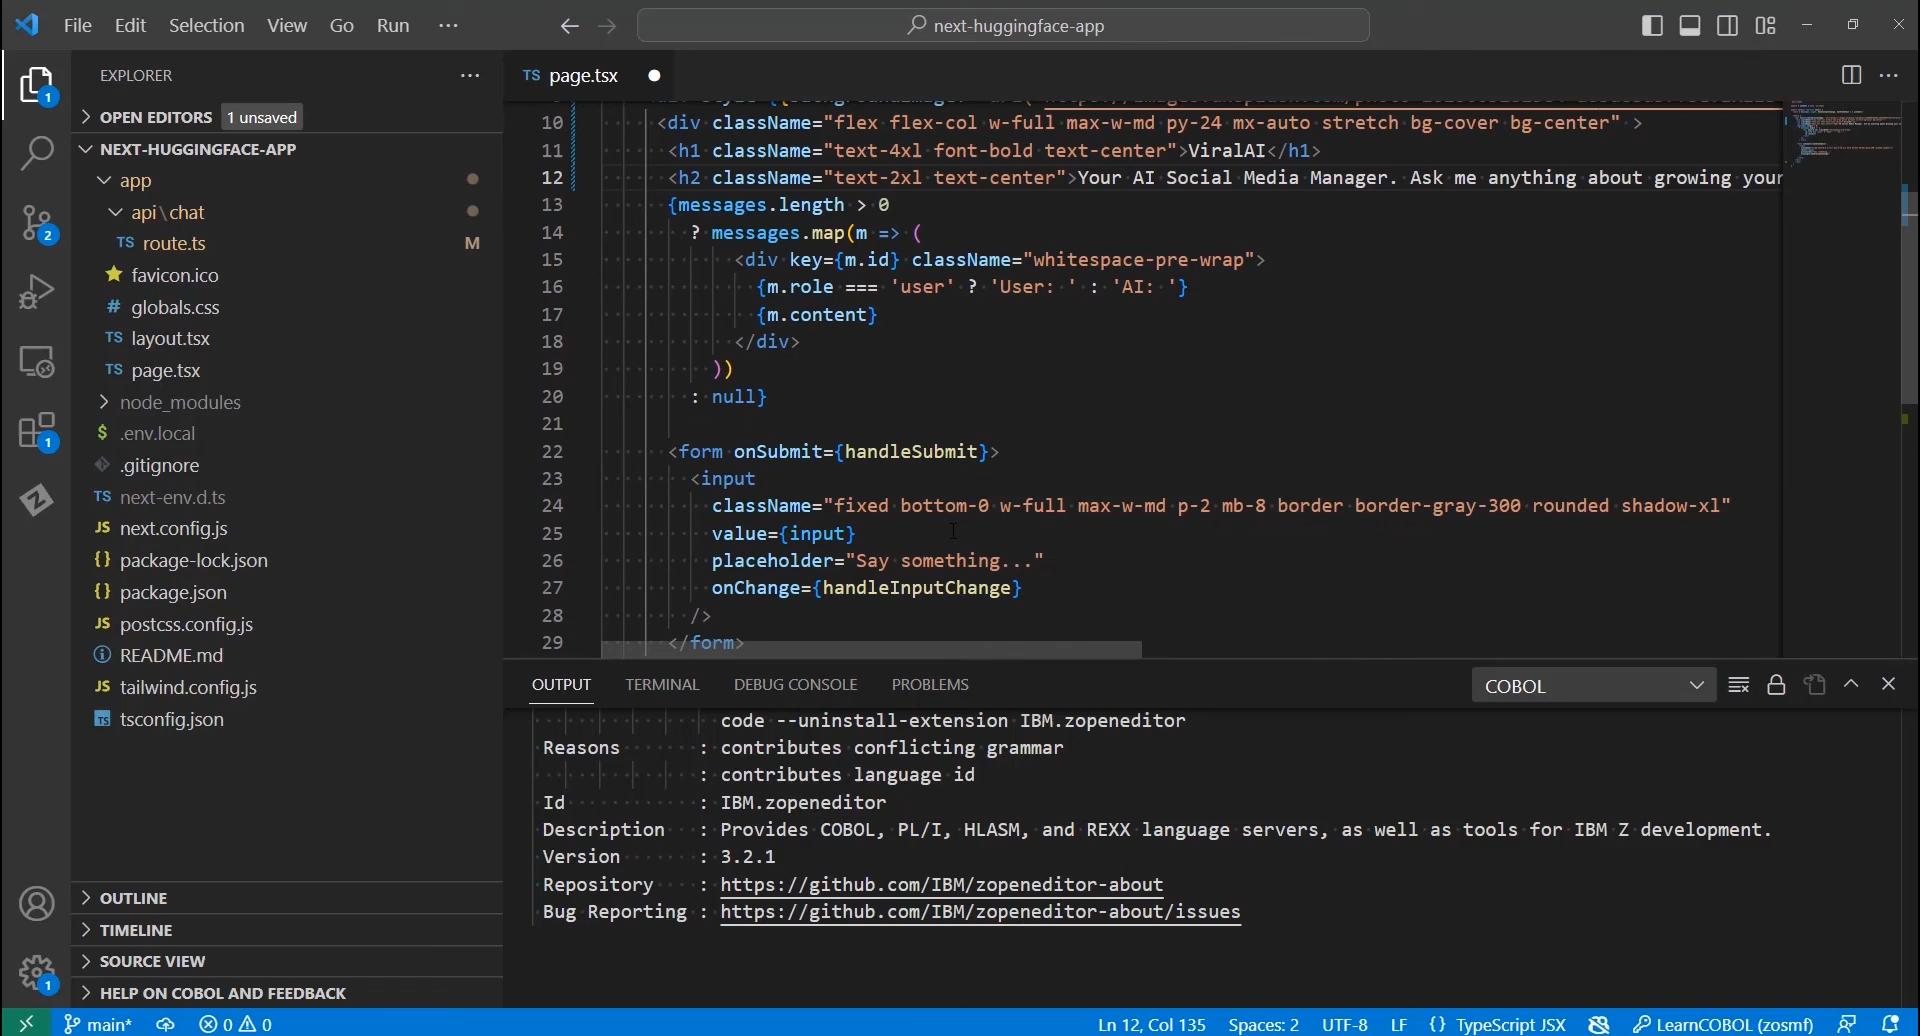 File Edit Selection View Go Run ···
next-huggingface-app
EXPLORER
TS page.tsx
OPEN EDITORS 1 unsaved
NEXT-HUGGINGFACE-APP
app
api\chat
TS route.ts M
favicon.ico
# globals.css
TS layout.tsx
TS page.tsx
node_modules
$ .env.local
.gitignore
TS next-env.d.ts
JS next.config.js
{} package-lock.json
{} package.json
JS postcss.config.js
README.md
JS tailwind.config.js
TS tsconfig.json
OUTLINE
TIMELINE
SOURCE VIEW
HELP ON COBOL AND FEEDBACK
1
2
1
1
10 <div className="flex flex-col w-full max-w-md py-24 mx-auto stretch bg-cover bg-center" >
11 <h1 className="text-4xl font-bold text-center">ViralAI</h1>
12 <h2 className="text-2xl text-center">Your AI Social Media Manager. Ask me anything about growing your
13 {messages.length > 0
14 ? messages.map(m => (
15 <div key={m.id} className="whitespace-pre-wrap">
16 {m.role === 'user' ? 'User: ' : 'AI: '}
17 {m.content}
18 </div>
19 ))
20 : null}
21
22 <form onSubmit={handleSubmit}>
23 <input
24 className="fixed bottom-0 w-full max-w-md p-2 mb-8 border border-gray-300 rounded shadow-xl"
25 value={input}
26 placeholder="Say something..."
27 onChange={handleInputChange}
28 />
29 </form>
OUTPUT TERMINAL DEBUG CONSOLE PROBLEMS COBOL
code --uninstall-extension IBM.zopeneditor
Reasons : contributes conflicting grammar
: contributes language id
Id : IBM.zopeneditor
Description : Provides COBOL, PL/I, HLASM, and REXX language servers, as well as tools for IBM Z development.
Version : 3.2.1
Repository : https://github.com/IBM/zopeneditor-about
Bug Reporting : https://github.com/IBM/zopeneditor-about/issues
main* 0 0 Ln 12, Col 135 Spaces: 2 UTF-8 LF {} TypeScript JSX LearnCOBOL (zosmf)